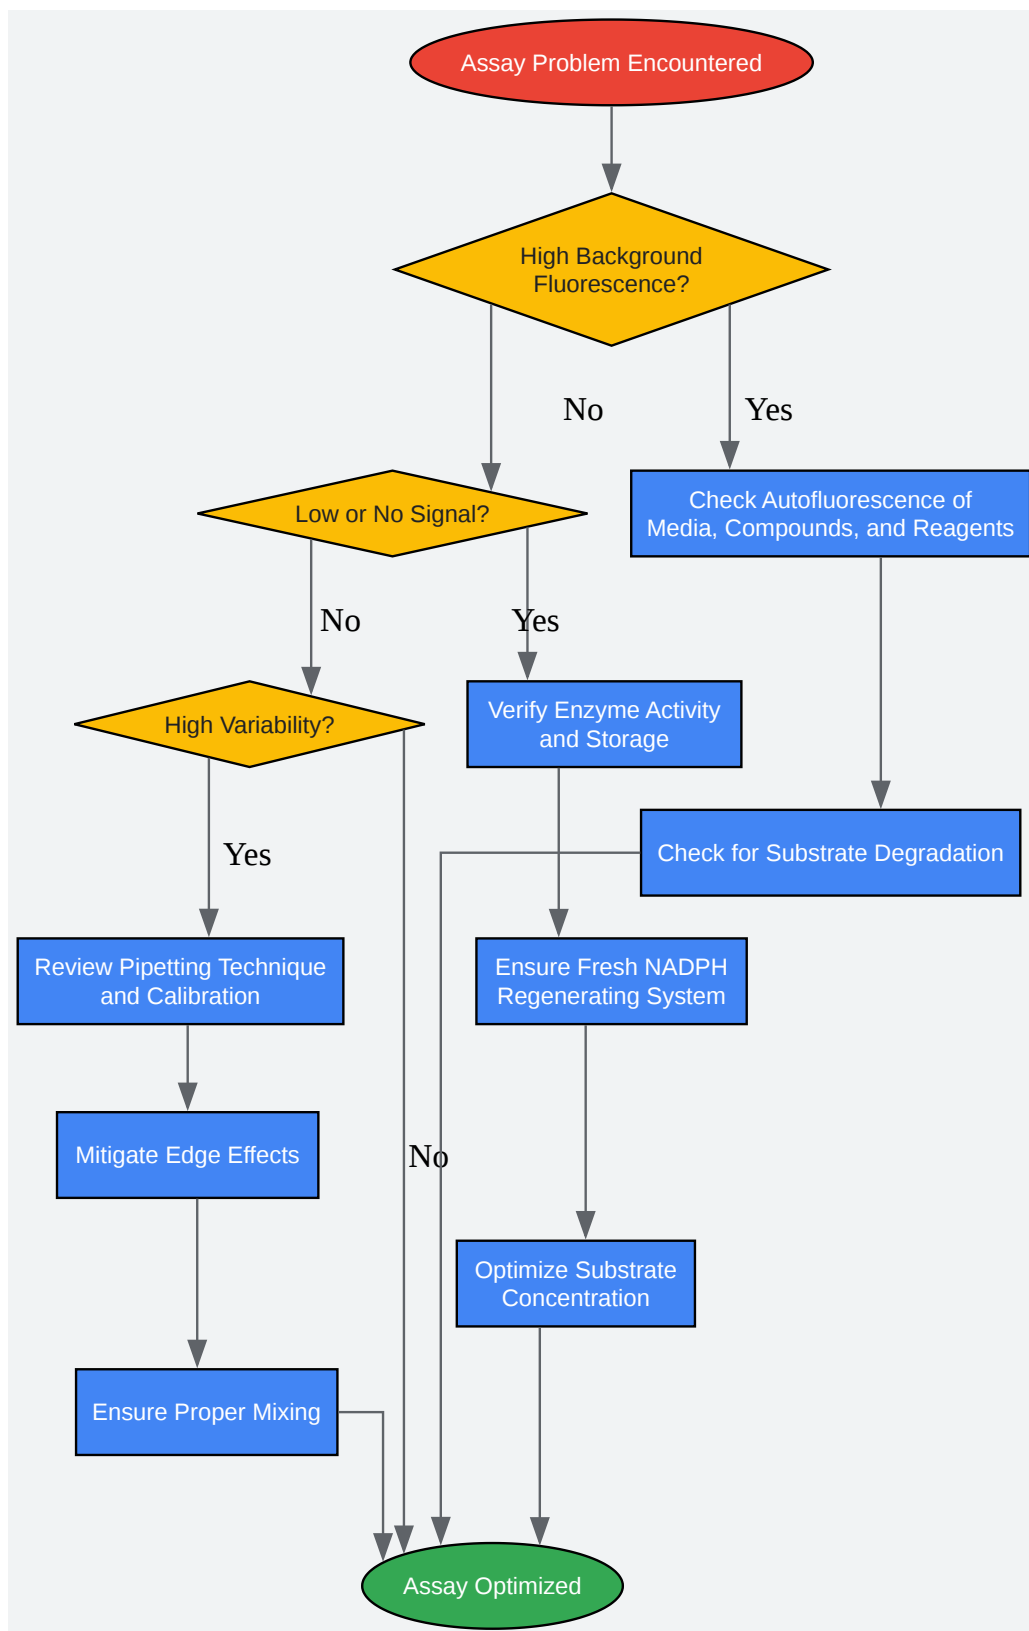 Assay Problem Encountered
High Background
Fluorescence?
No
Yes
Low or No Signal?
Check Autofluorescence of
Media, Compounds, and Reagents
No
Yes
High Variability?
Verify Enzyme Activity
and Storage
Yes
Check for Substrate Degradation
Review Pipetting Technique
and Calibration
Ensure Fresh NADPH
Regenerating System
Mitigate Edge Effects
No
Optimize Substrate
Concentration
Ensure Proper Mixing
Assay Optimized